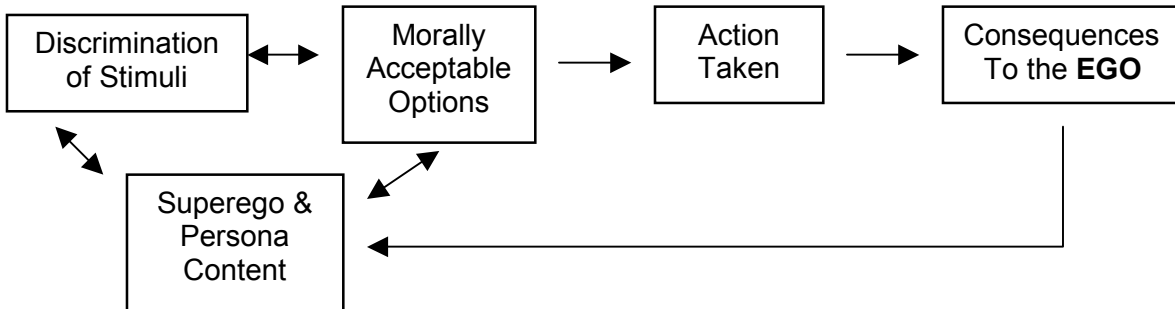 Discrimination
of Stimuli
Morally
Acceptable
Options
Action
Taken
Consequences
To the EGO
Superego &
Persona
Content